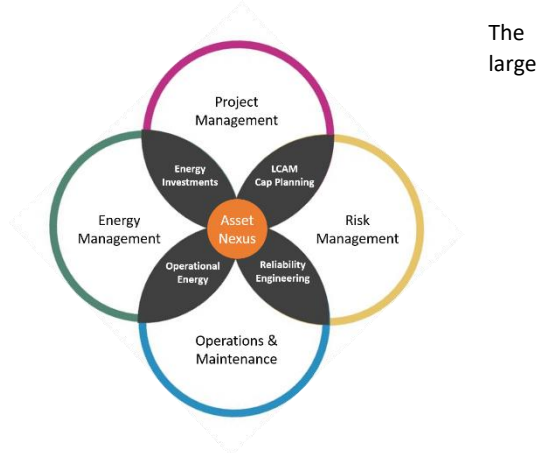 The
large
Project
Management
Energy
Investments
LCAM
Cap Planning
Energy
Management
Asset
Nexus
Risk
Management
Operational
Energy
Reliability
Engineering
Operations &
Maintenance